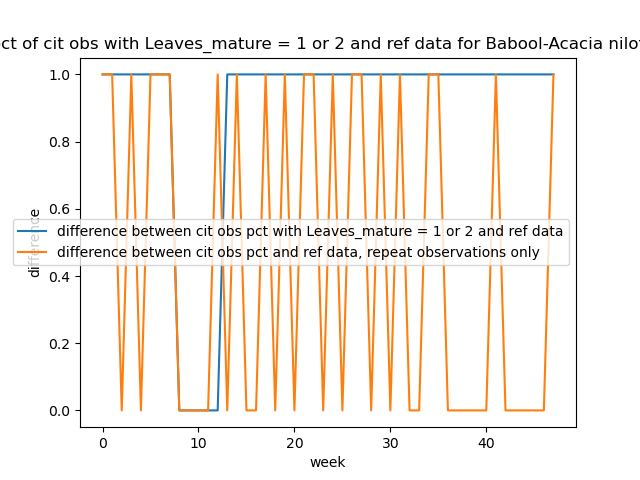 ct of cit obs with Leaves_mature = 1 or 2 and ref data for Babool-Acacia nilot
1.0
0.8
0.6
0.4
0.2
0.0
difference
difference between cit obs pct with Leaves_mature = 1 or 2 and ref data
difference between cit obs pct and ref data, repeat observations only
0 10 20 30 40
week